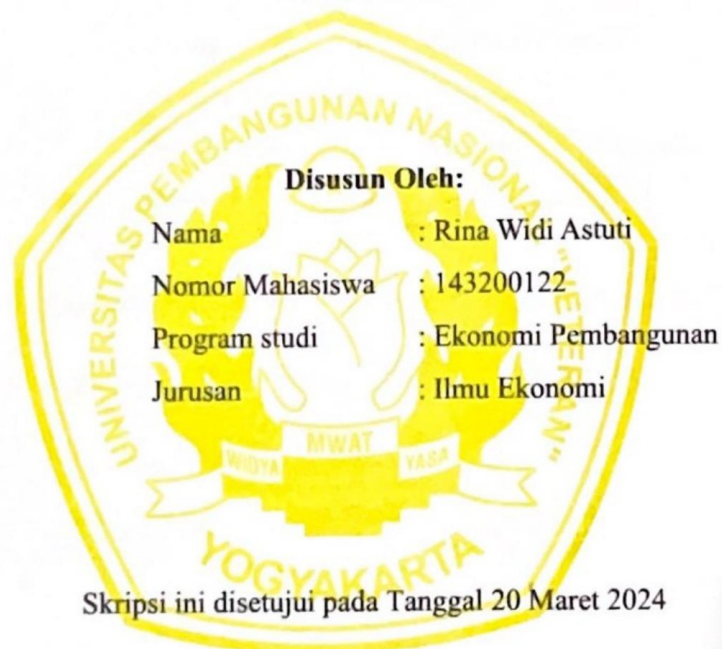 UNIVERSITAS PEMBANGUNAN NASIONAL "VETERAN"
Disusun Oleh:
Nama : Rina Widi Astuti
Nomor Mahasiswa : 143200122
Program studi : Ekonomi Pembangunan
Jurusan : Ilmu Ekonomi
WIDYA MWAT YASA
YOGYAKARTA
Skripsi ini disetujui pada Tanggal 20 Maret 2024